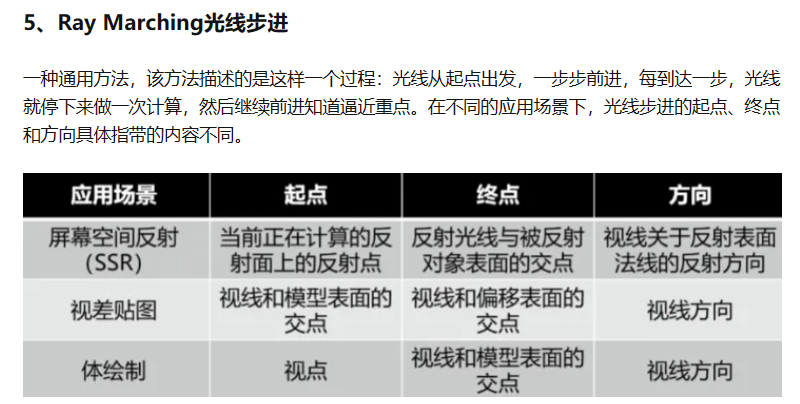 5、Ray Marching光线步进
一种通用方法，该方法描述的是这样一个过程：光线从起点出发，一步步前进，每到达一步，光线
就停下来做一次计算，然后继续前进知道逼近重点。在不同的应用场景下，光线步进的起点、终点
和方向具体指带的内容不同。
应用场景 起点 终点 方向
屏幕空间反射 当前正在计算的反 反射光线与被反射 视线关于反射表面
（SSR） 射面上的反射点 对象表面的交点 法线的反射方向
视差贴图 视线和模型表面的 视线和偏移表面的 视线方向
交点 交点
体绘制 视点 视线和模型表面的 视线方向
交点